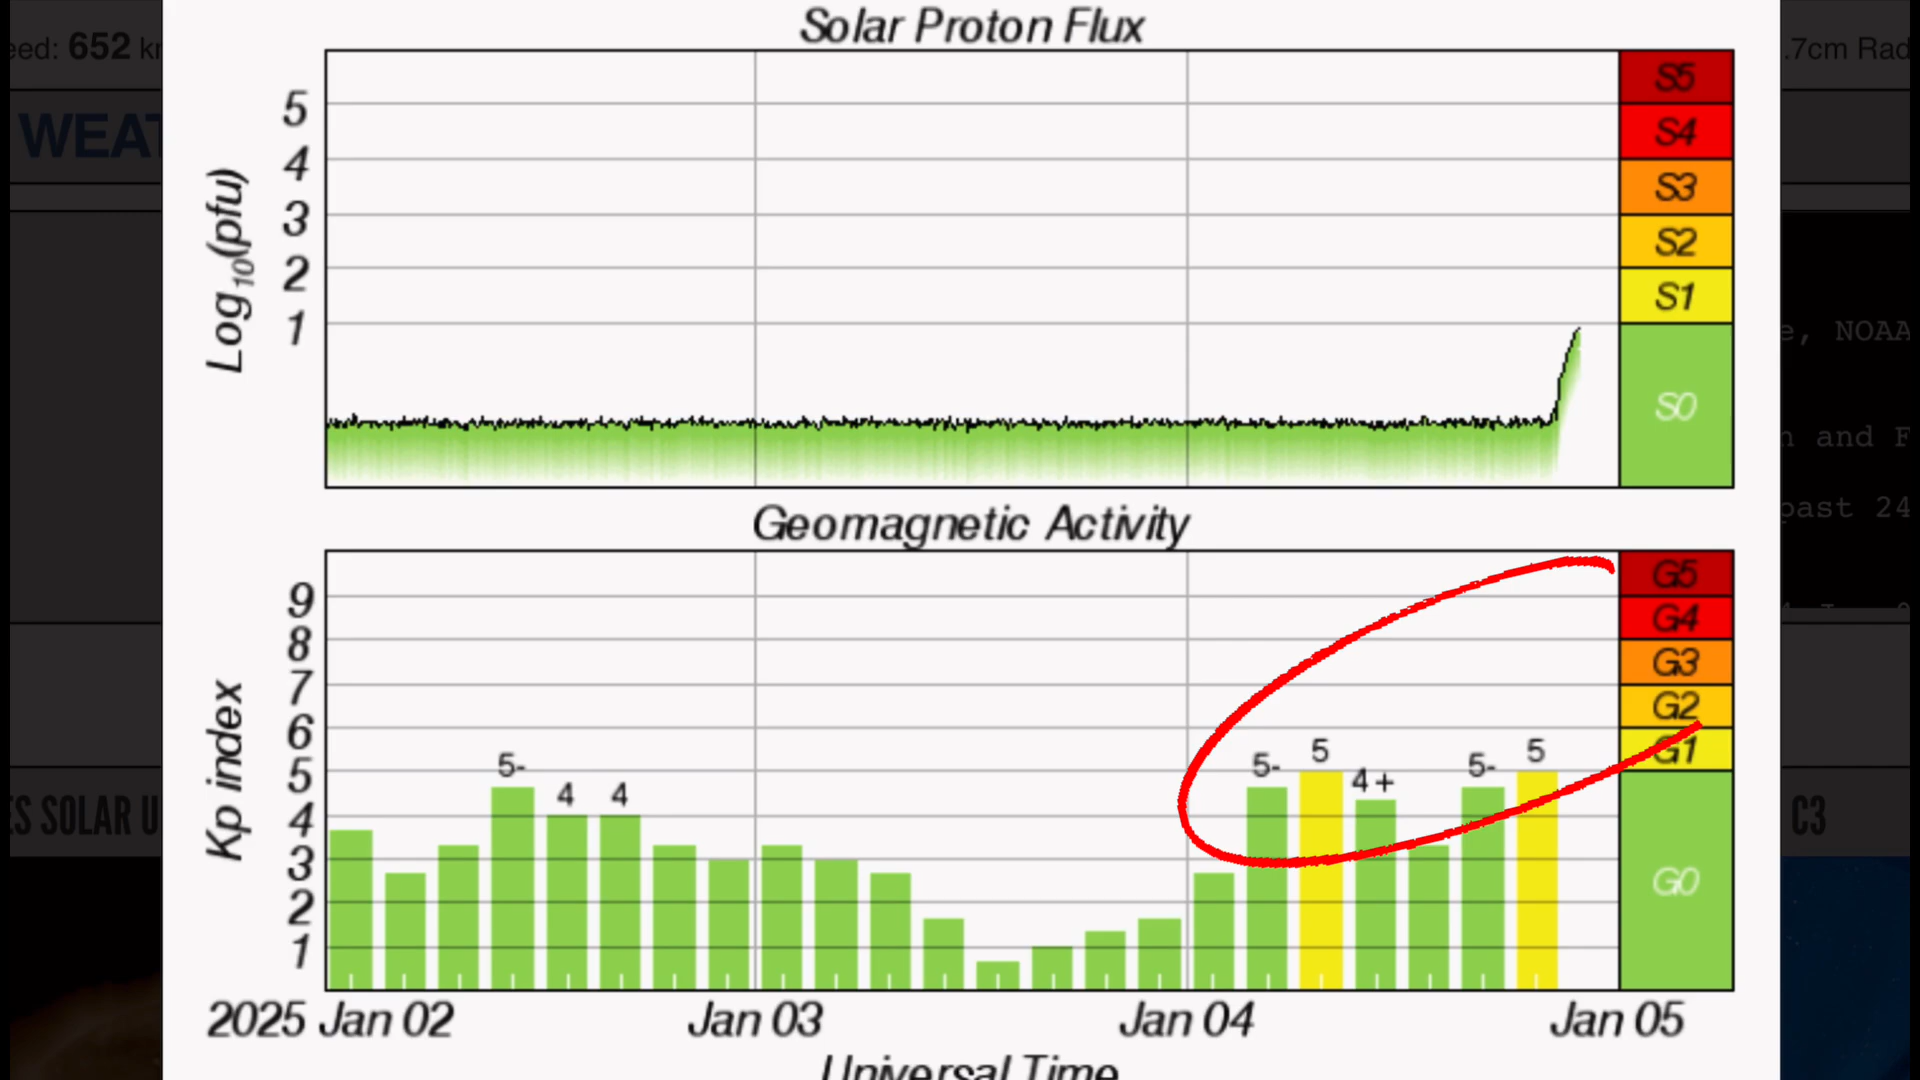 Solar Proton Flux
eed: 652 k
.7cm Rad
WEAT
Log10(pfu)
5
4
3
2
1
S5
S4
S3
S2
S1
S0
e, NOAA
n and F
past 24
Geomagnetic Activity
Kp index
9
8
7
6
5
4
3
2
1
5-
4
4
5-
5
4+
5-
5
G5
G4
G3
G2
G1
G0
ES SOLAR U
C3
2025 Jan 02
Jan 03
Jan 04
Jan 05
Universal Time